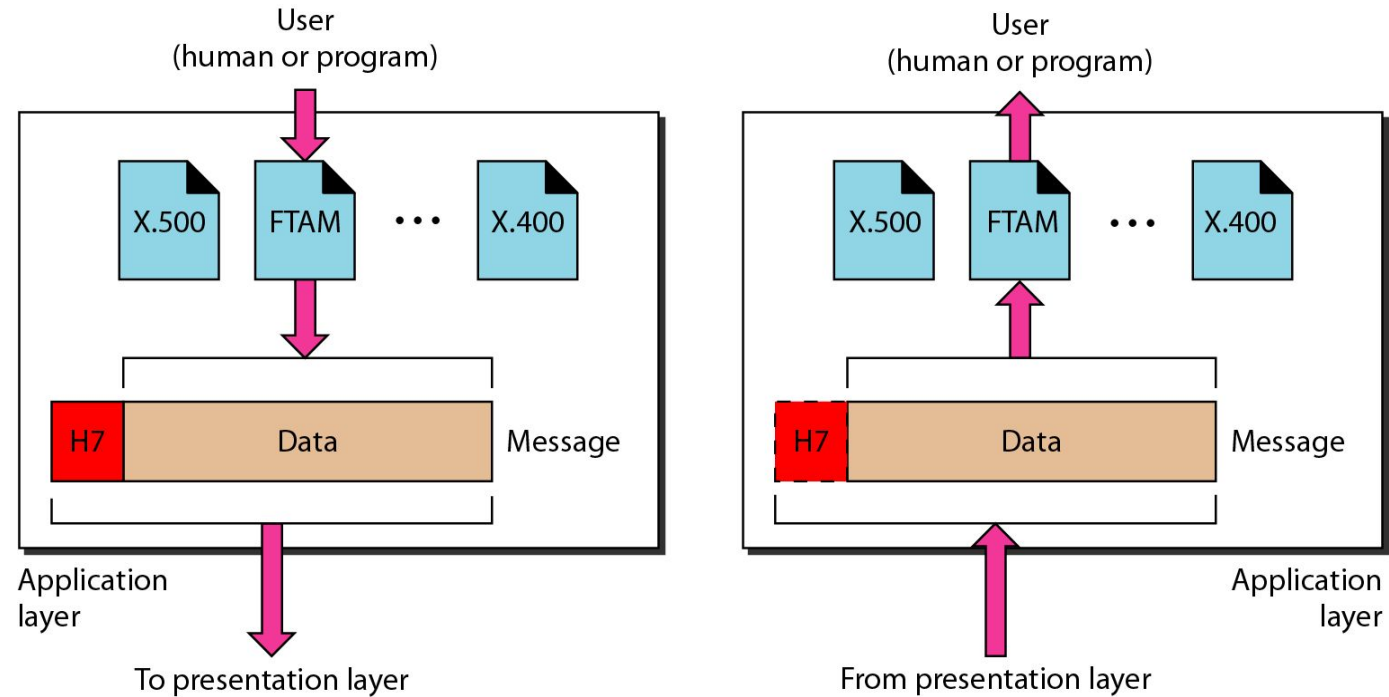 User
(human or program)
X.500
FTAM
...
X.400
H7
Data
Message
Application
layer
To presentation layer
User
(human or program)
X.500
FTAM
...
X.400
H7
Data
Message
Application
layer
From presentation layer